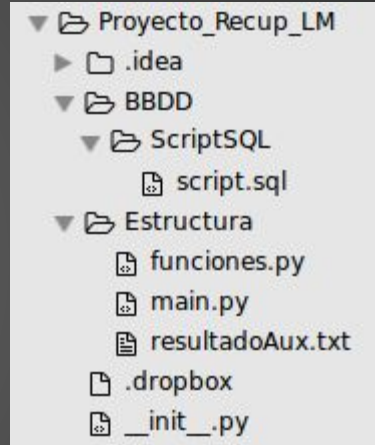 Proyecto_Recup_LM
.idea
BBDD
ScriptSQL
script.sql
Estructura
funciones.py
main.py
resultadoAux.txt
.dropbox
__init__.py